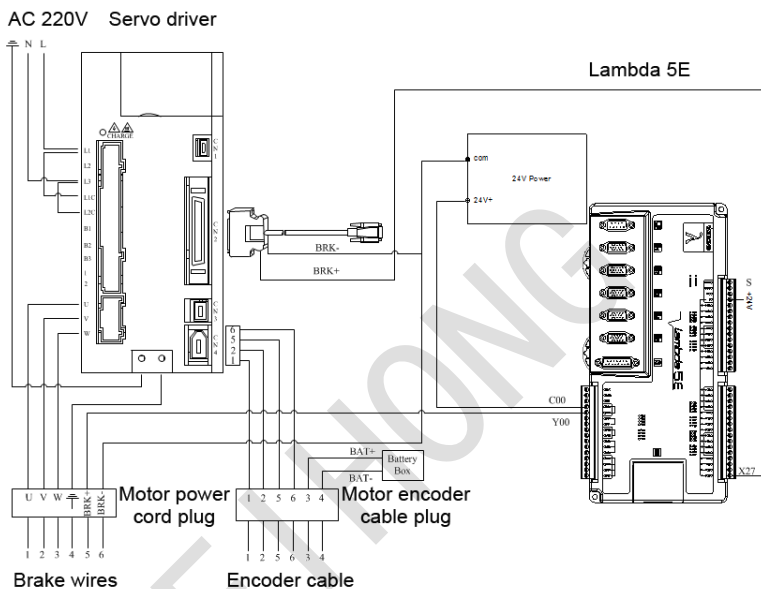 AC 220V Servo driver
N L
Lambda 5E
CHARGE
L1
L2
L3
L1C
L2C
B1
B2
B3
1
2
U
V
W
CN1
CN2
CN3
CN4
6
5
2
1
BRK-
BRK+
com
24V Power
24V+
S
+24V
Lambda 5E
C00
Y00
X27
BAT+
BAT-
Battery
Box
U V W BRK+ BRK-
1 2 3 4 5 6
Motor power
cord plug
Brake wires
1 2 5 6 3 4
1 2 5 6 3 4
Motor encoder
cable plug
Encoder cable
EIHONG